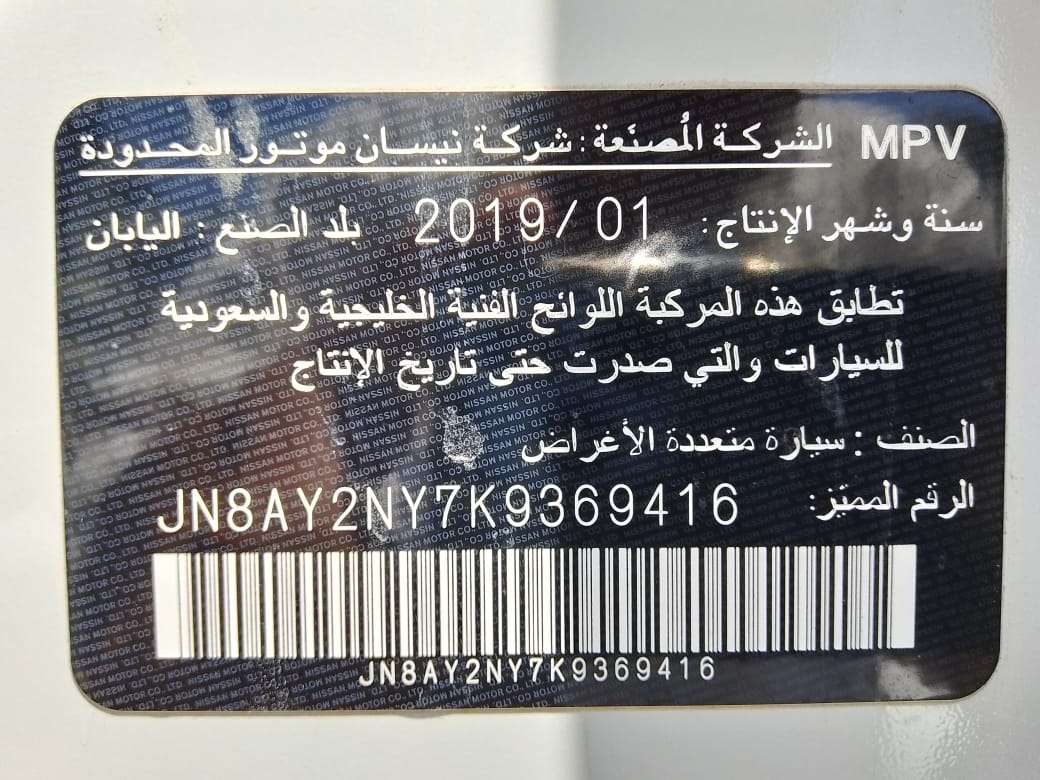 MPV الشركة المُصنَعة : شركة نيسان موتور المحدودة
سنة وشهر الإنتاج: 2019/01 بلد الصنع : اليابان
تطابق هذه المركبة اللوائح الفنية الخليجية والسعودية
للسيارات والتي صدرت حتى تاريخ الإنتاج
الصنف : سيارة متعددة الأغراض
الرقم المميّز: JN8AY2NY7K9369416
JN8AY2NY7K9369416